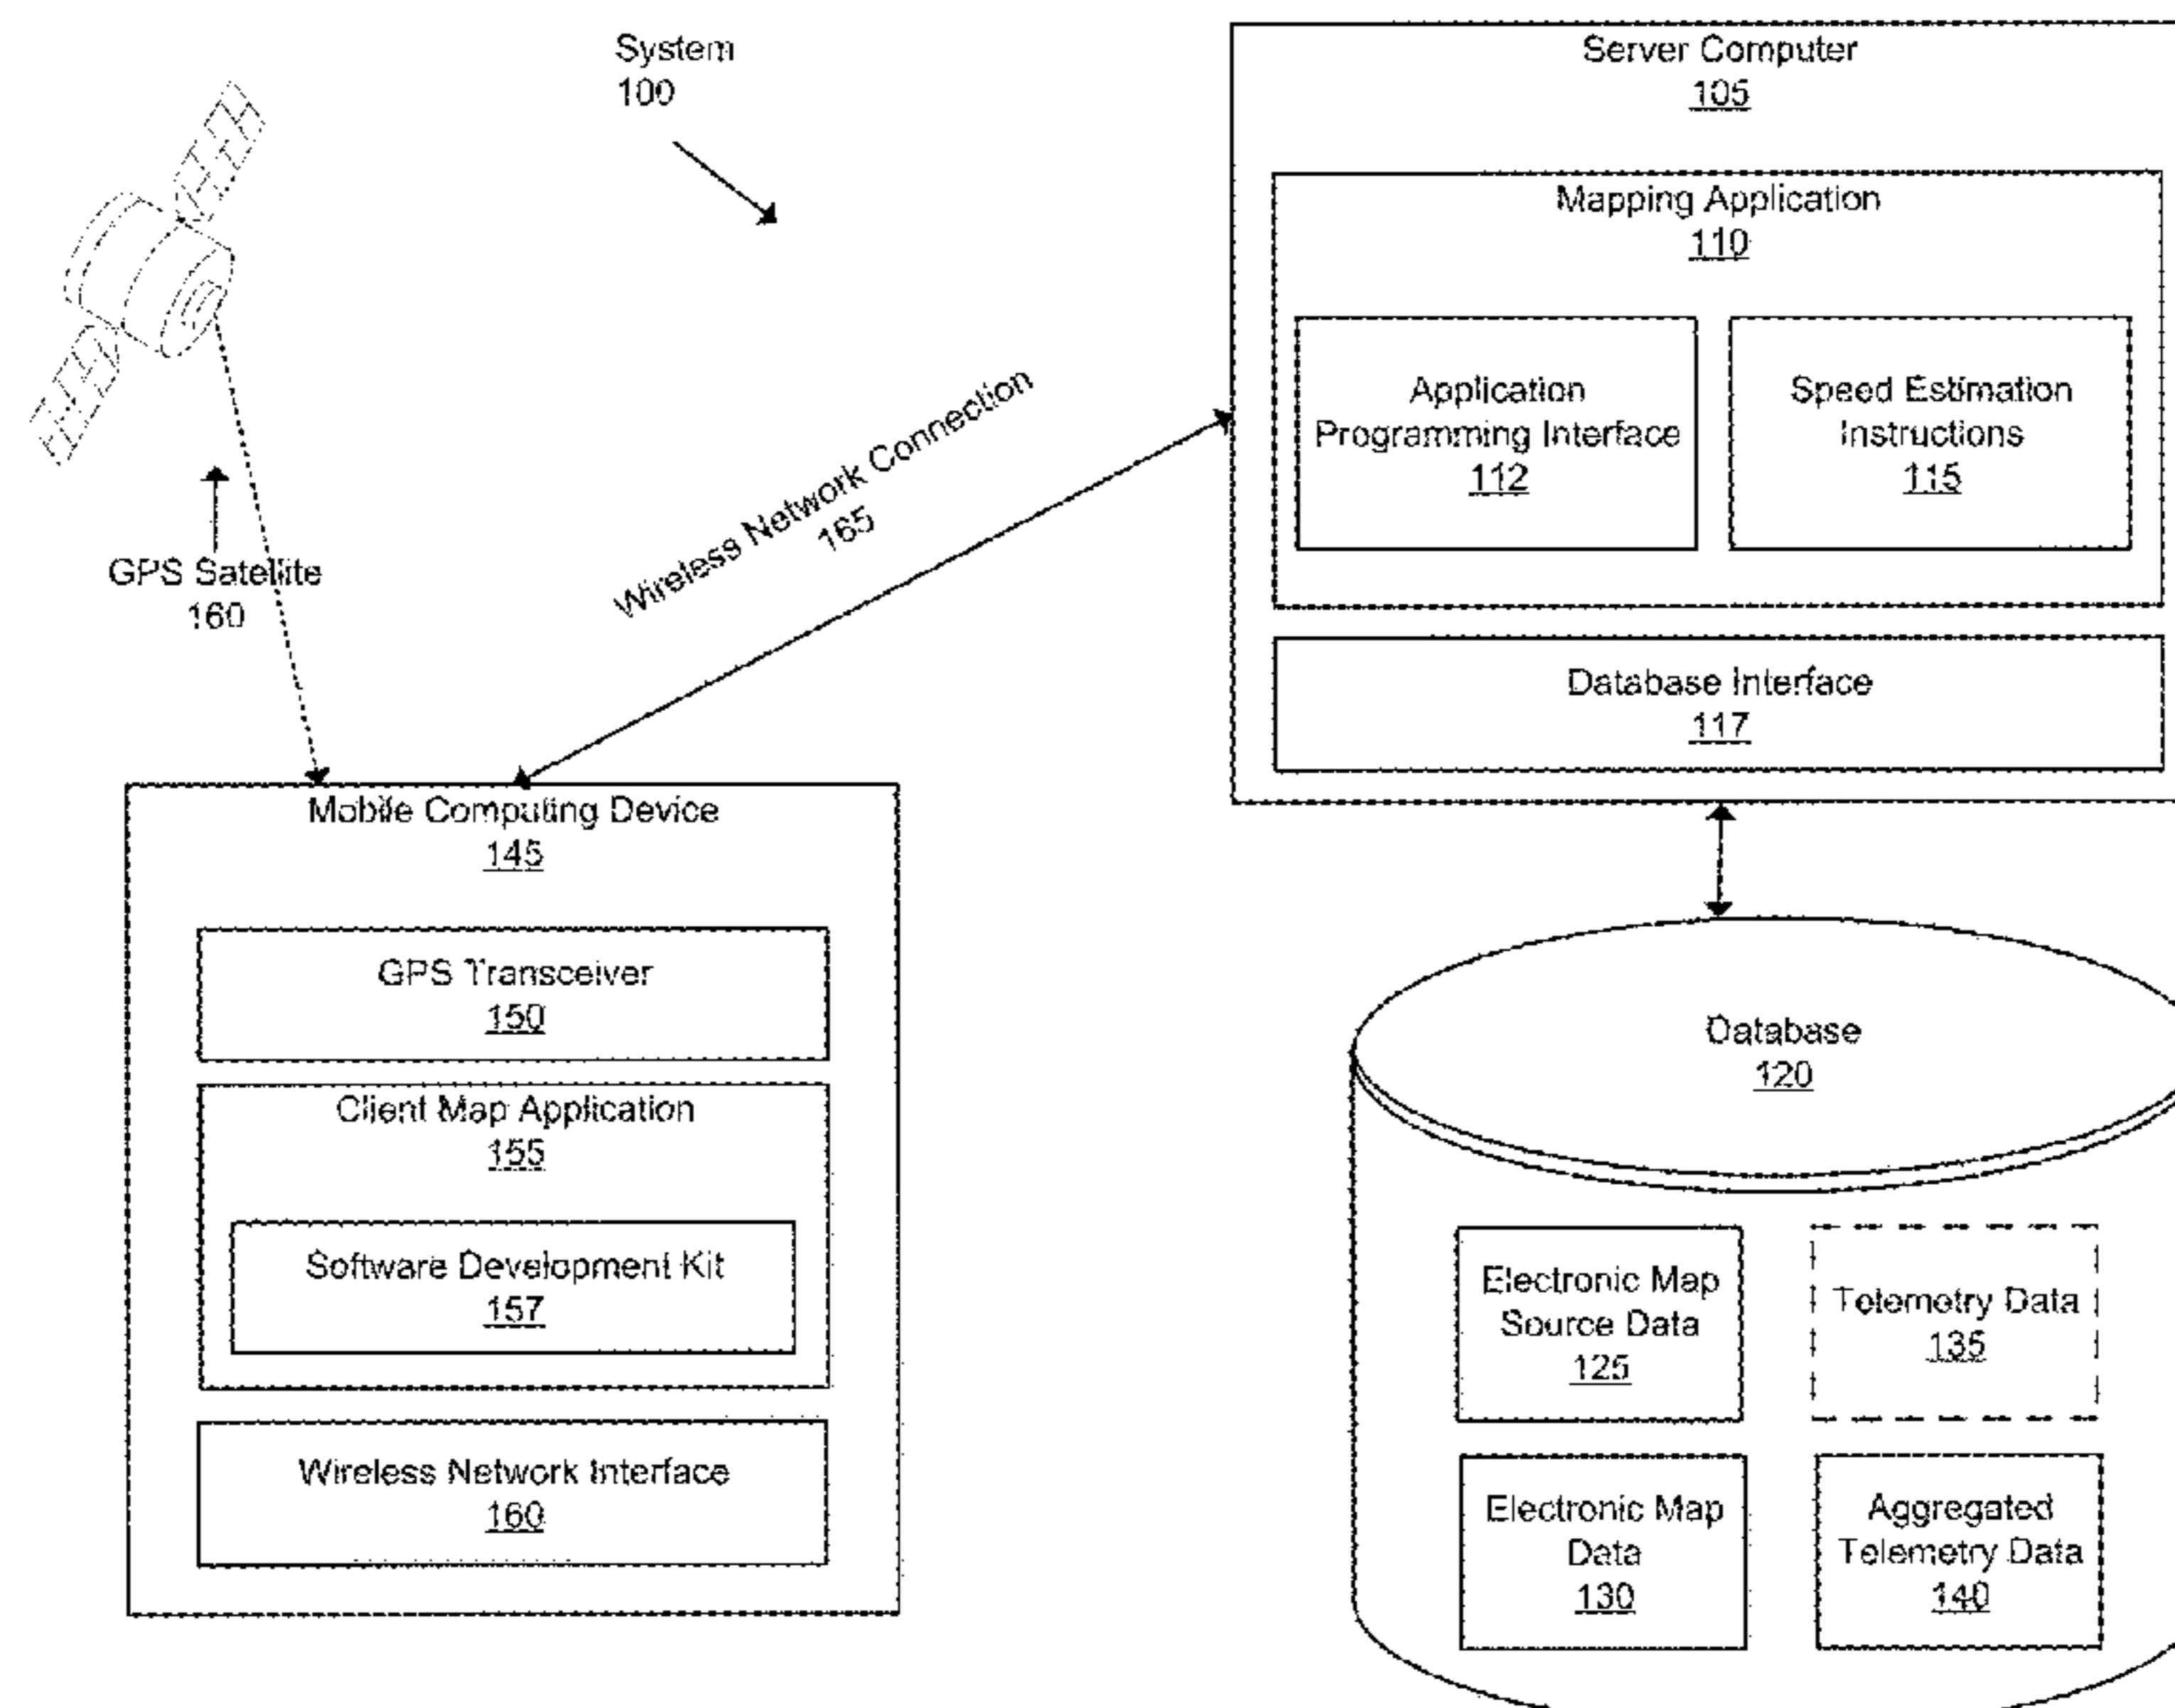 System
100
Server Computer
105
Mapping Application
110
Application
Programming Interface
112
Speed Estimation
Instructions
115
Wireless Network Connection
165
GPS Satellite
160
Database Interface
117
Mobile Computing Device
145
GPS Transceiver
150
Client Map Application
155
Software Development Kit
157
Wireless Network Interface
160
Database
120
Electronic Map
Source Data
125
Telemetry Data
135
Electronic Map
Data
130
Aggregated
Telemetry Data
140